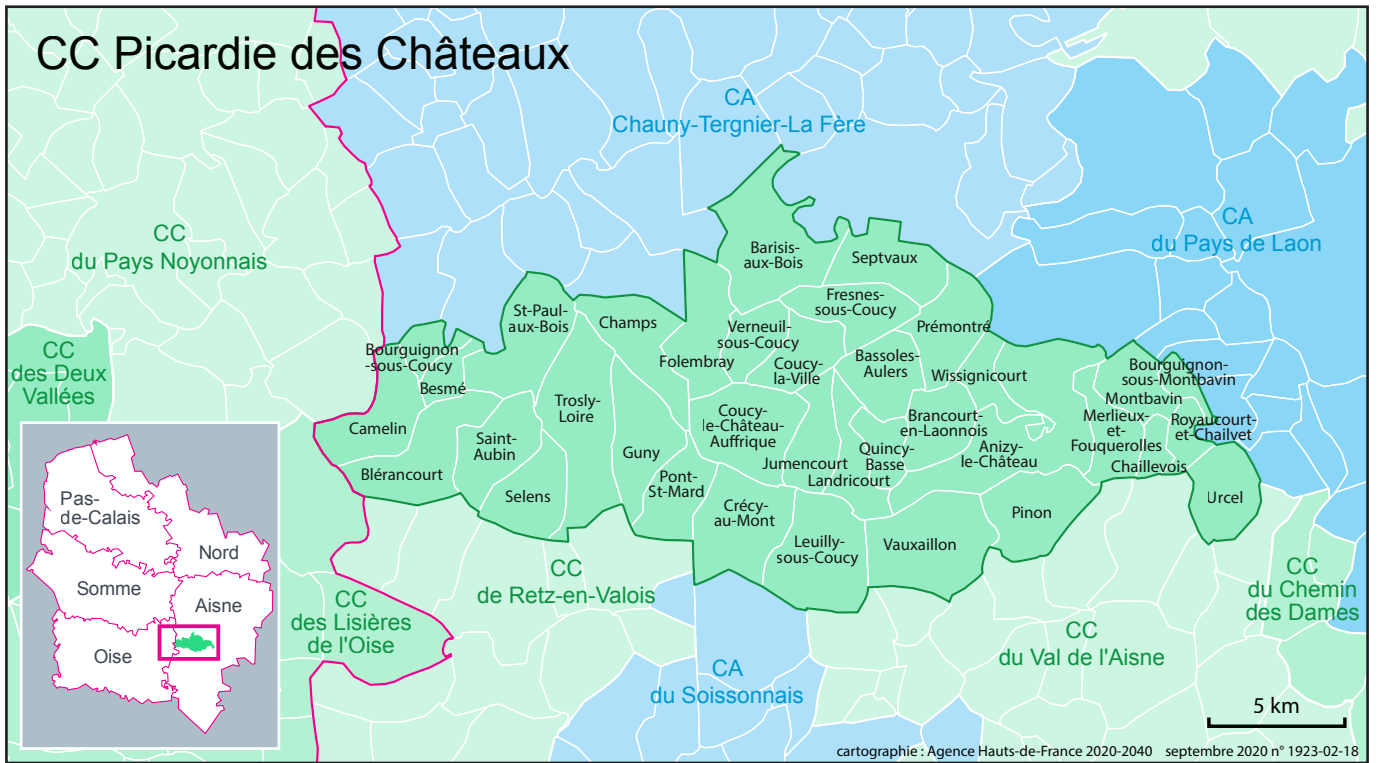 CC Picardie des Châteaux
CA
Chauny-Tergnier-La Fère
CA
du Pays de Laon
CC
du Pays Noyonnais
CC
des Deux
Vallées
Barisis-
aux-Bois
Septvaux
St-Paul-
aux-Bois
Champs
Fresnes-
sous-Coucy
Verneuil-
sous-Coucy
Prémontré
Bourguignon
-sous-Coucy
Besmé
Folembray
Coucy-
la-Ville
Bassoles-
Aulers
Wissignicourt
Bourguignon-
sous-Montbavin
Montbavin
Camelin
Trosly-
Loire
Coucy-
le-Château-
Auffrique
Brancourt-
en-Laonnois
Merlieux-
et-
Fouquerolles
Royaucourt-
et-Chailvet
Saint-
Aubin
Guny
Quincy-
Basse
Anizy-
le-Château
Chaillevois
Blérancourt
Selens
Pont-
St-Mard
Jumencourt
Landricourt
Urcel
Crécy-
au-Mont
Pinon
Leuilly-
sous-Coucy
Vauxaillon
CC
de Retz-en-Valois
CC
des Lisières
de l'Oise
CA
du Soissonnais
CC
du Val de l'Aisne
CC
du Chemin
des Dames
Pas-
de-Calais
Nord
Somme
Aisne
Oise
5 km
cartographie : Agence Hauts-de-France 2020-2040 septembre 2020 n° 1923-02-18